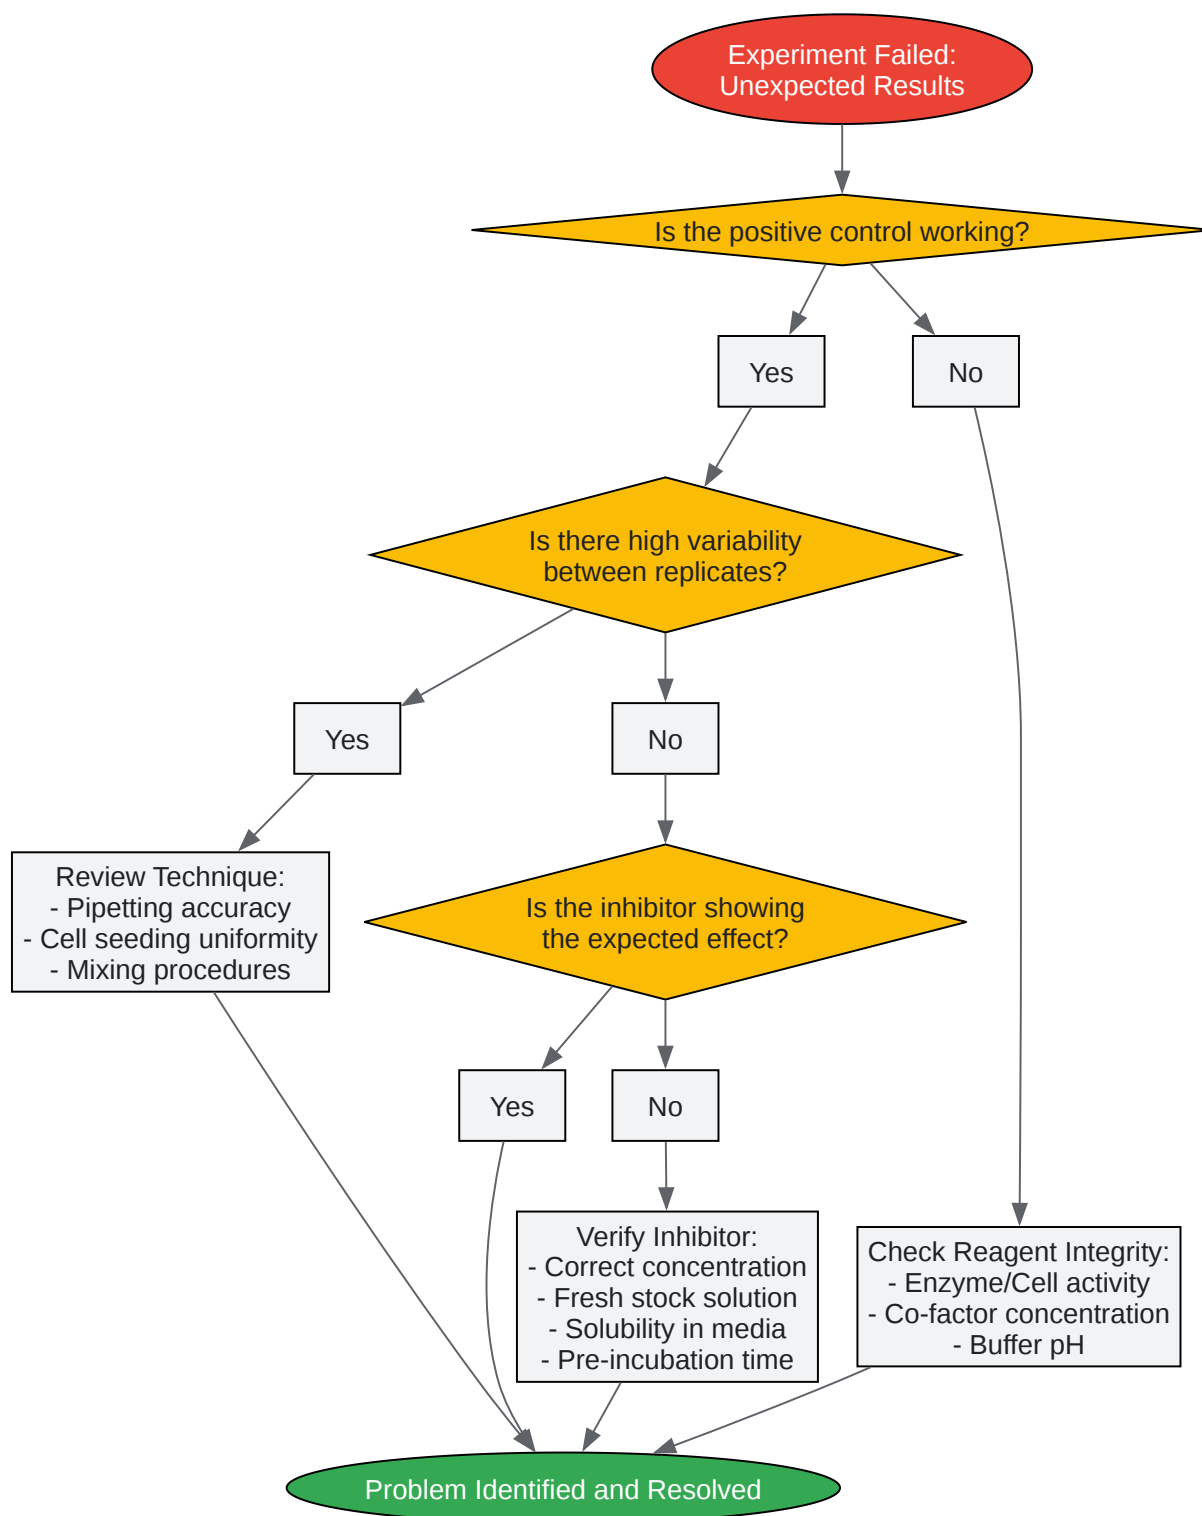 Experiment Failed:
Unexpected Results
Is the positive control working?
Yes
No
Is there high variability
between replicates?
Yes
No
Review Technique:
- Pipetting accuracy
- Cell seeding uniformity
- Mixing procedures
Is the inhibitor showing
the expected effect?
Yes
No
Verify Inhibitor:
- Correct concentration
- Fresh stock solution
- Solubility in media
- Pre-incubation time
Check Reagent Integrity:
- Enzyme/Cell activity
- Co-factor concentration
- Buffer pH
Problem Identified and Resolved